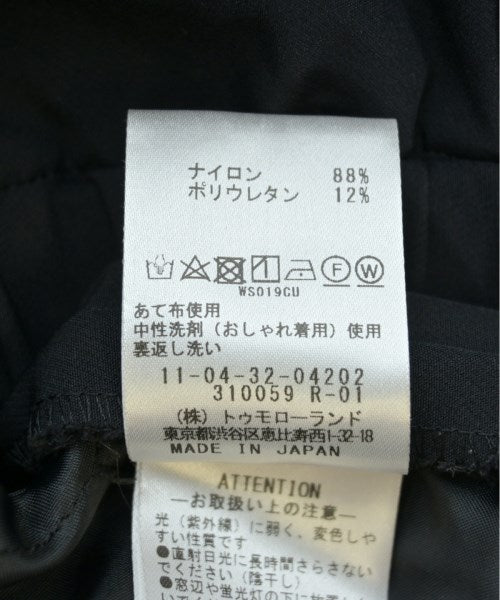 ナイロン 88%
ポリウレタン 12%
F W
WS019CU
あて布使用
中性洗剤（おしゃれ着用）使用
裏返し洗い
11-04-32-04202
310059 R-01
（株）トゥモローランド
東京都渋谷区恵比寿西1-32-18
MADE IN JAPAN
ATTENTION
―お取扱い上の注意―
光（紫外線）に弱く、変色しや
すい性質です
●直射日光に長時間さらさない
でください（陰干し）
●窓辺や蛍光灯の下に放置し